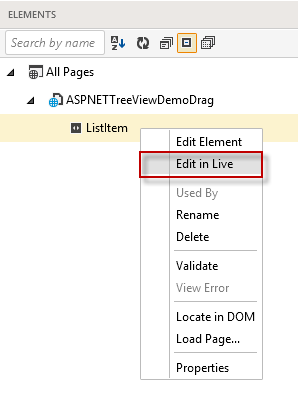 ELEMENTS
Search by name
All Pages
ASPNETTreeViewDemoDrag
ListItem
Edit Element
Edit in Live
Used By
Rename
Delete
Validate
View Error
Locate in DOM
Load Page...
Properties